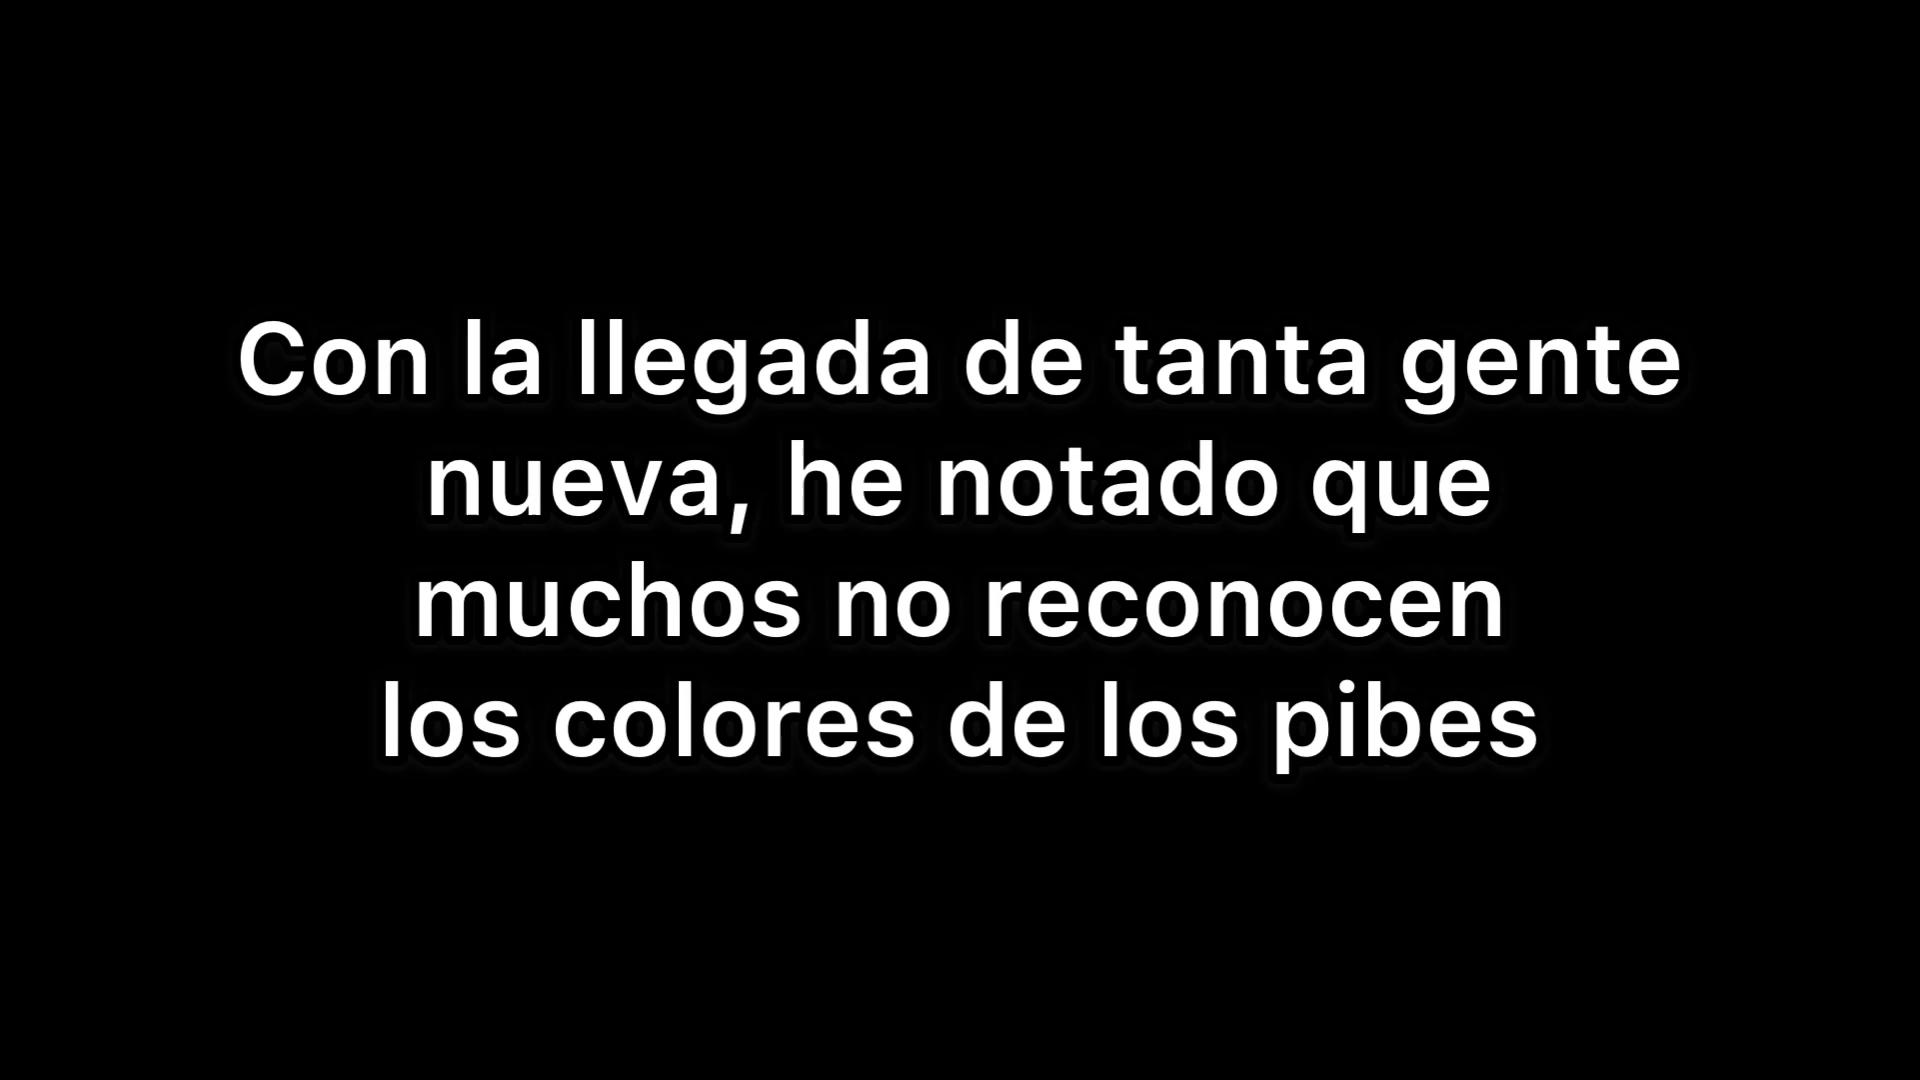 Con la llegada de tanta gente
nueva, he notado que
muchos no reconocen
los colores de los pibes